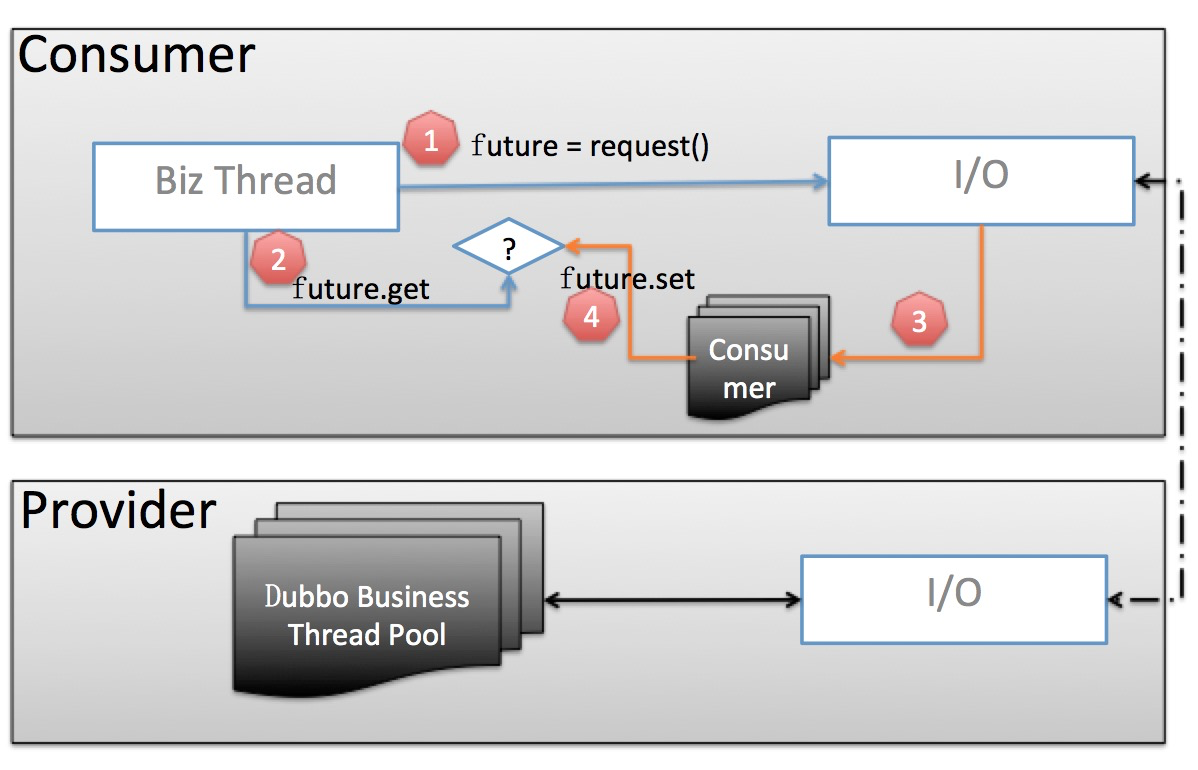 Consumer
1
future = request()
Biz Thread
I/O
2
?
future.get
future.set
4
3
Consu
mer
Provider
Dubbo Business
Thread Pool
I/O